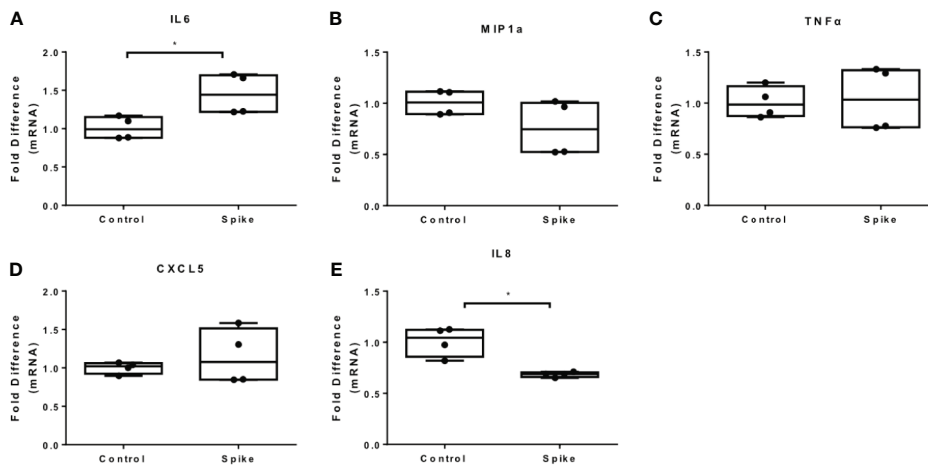 A
IL6
*
Fold Difference
(mRNA)
2.0
1.5
1.0
0.5
0.0
Control
Spike
B
MIP1a
Fold Difference
(mRNA)
1.5
1.0
0.5
0.0
Control
Spike
C
TNFα
Fold Difference
(mRNA)
1.5
1.0
0.5
0.0
Control
Spike
D
CXCL5
Fold Difference
(mRNA)
2.0
1.5
1.0
0.5
0.0
Control
Spike
E
IL8
*
Fold Difference
(mRNA)
1.5
1.0
0.5
0.0
Control
Spike